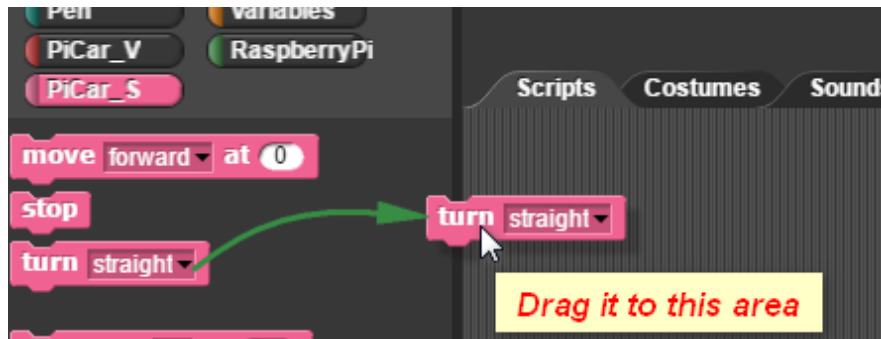 Pen Variables
PiCar_V RaspberryPi
PiCar_S
Scripts Costumes Sound
move forward at 0
stop
turn straight
turn straight
Drag it to this area